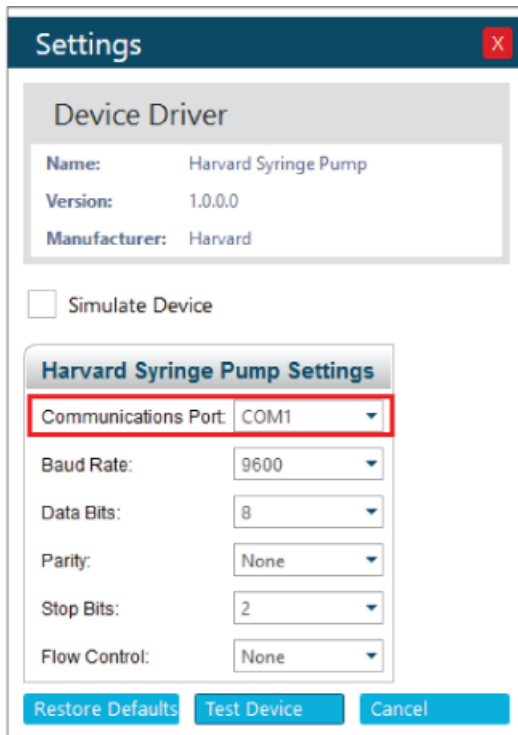 Settings
X
Device Driver
Name: Harvard Syringe Pump
Version: 1.0.0.0
Manufacturer: Harvard
Simulate Device
Harvard Syringe Pump Settings
Communications Port: COM1
Baud Rate: 9600
Data Bits: 8
Parity: None
Stop Bits: 2
Flow Control: None
Restore Defaults Test Device Cancel